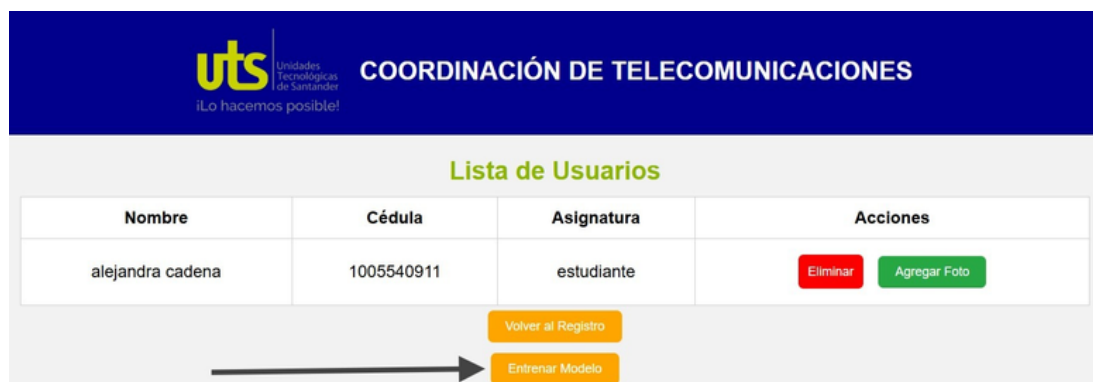 uts
Unidades
Tecnológicas
de Santander
¡Lo hacemos posible!
COORDINACIÓN DE TELECOMUNICACIONES
Lista de Usuarios
Nombre Cédula Asignatura Acciones
alejandra cadena 1005540911 estudiante Eliminar Agregar Foto
Volver al Registro
Entrenar Modelo